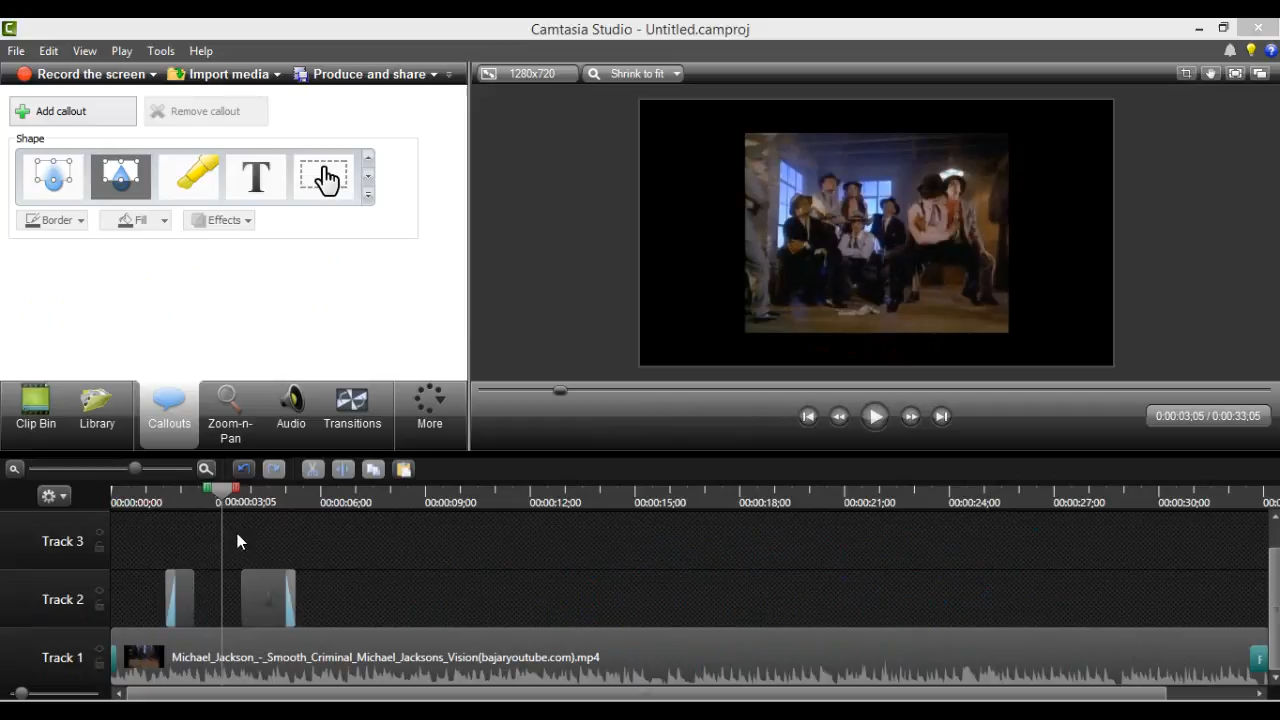 Camtasia Studio - Untitled.camproj
File Edit View Play Tools Help
Record the screen Import media Produce and share
1280x720 Shrink to fit
Add callout Remove callout
Shape
T
Border Fill Effects
Clip Bin Library Callouts Zoom-n-Pan Audio Transitions More
0:00:03;05 / 0:00:33;05
00:00:00;00 00:00:03;05 00:00:06;00 00:00:09;00 00:00:12;00 00:00:15;00 00:00:18;00 00:00:21;00 00:00:24;00 00:00:27;00 00:00:30;00
Track 3
Track 2
Track 1 Michael_Jackson_-_Smooth_Criminal_Michael_Jacksons_Vision(bajaryoutube.com).mp4